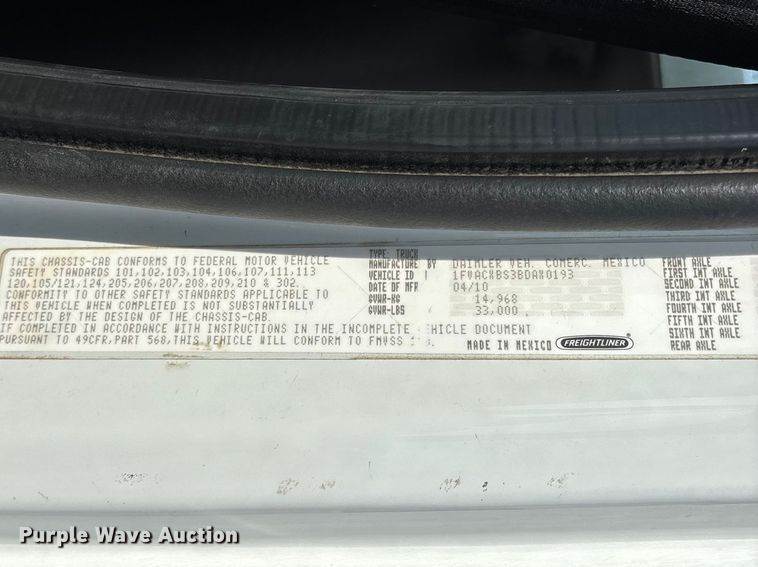 THIS CHASSIS-CAB CONFORMS TO FEDERAL MOTOR VEHICLE
SAFETY STANDARDS 101,102,103,104,106,107,111,113
120,105/121,124,205,206,207,208,209,210 & 302.
CONFORMITY TO OTHER SAFETY STANDARDS APPLICABLE TO
THIS VEHICLE WHEN COMPLETED IS NOT SUBSTANTIALLY
AFFECTED BY THE DESIGN OF THE CHASSIS-CAB.
IF COMPLETED IN ACCORDANCE WITH INSTRUCTIONS IN THE INCOMPLETE DOCUMENT
PURSUANT TO 49CFR,PART 568,THIS VEHICLE WILL CONFORM TO FMVSS
TYPE: TRUCK
MANUFACTURE BY DAIMLER VEH. COMERC. MEXICO
VEHICLE ID 1FVACXBS3BDAX0193
DATE OF MFR 04/10
GVWR-KG 14,968
GVWR-LBS 33,000
MADE IN MEXICO FREIGHTLINER
FRONT AXLE
FIRST INT AXLE
SECOND INT AXLE
THIRD INT AXLE
FOURTH INT AXLE
FIFTH INT AXLE
SIXTH INT AXLE
REAR AXLE
Purple Wave Auction